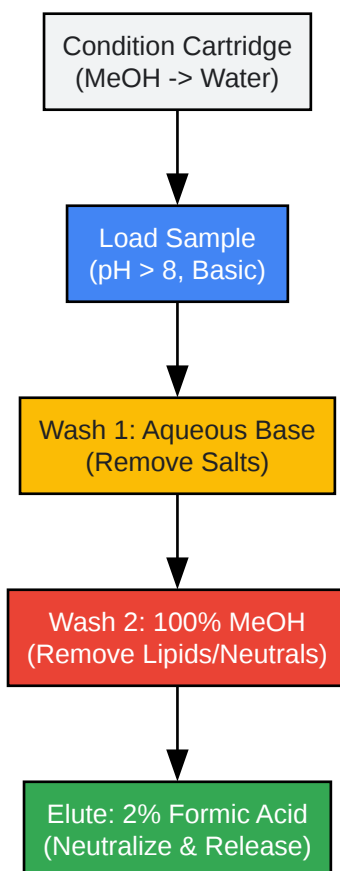 Condition Cartridge
(MeOH -> Water)
Load Sample
(pH > 8, Basic)
Wash 1: Aqueous Base
(Remove Salts)
Wash 2: 100% MeOH
(Remove Lipids/Neutrals)
Elute: 2% Formic Acid
(Neutralize & Release)